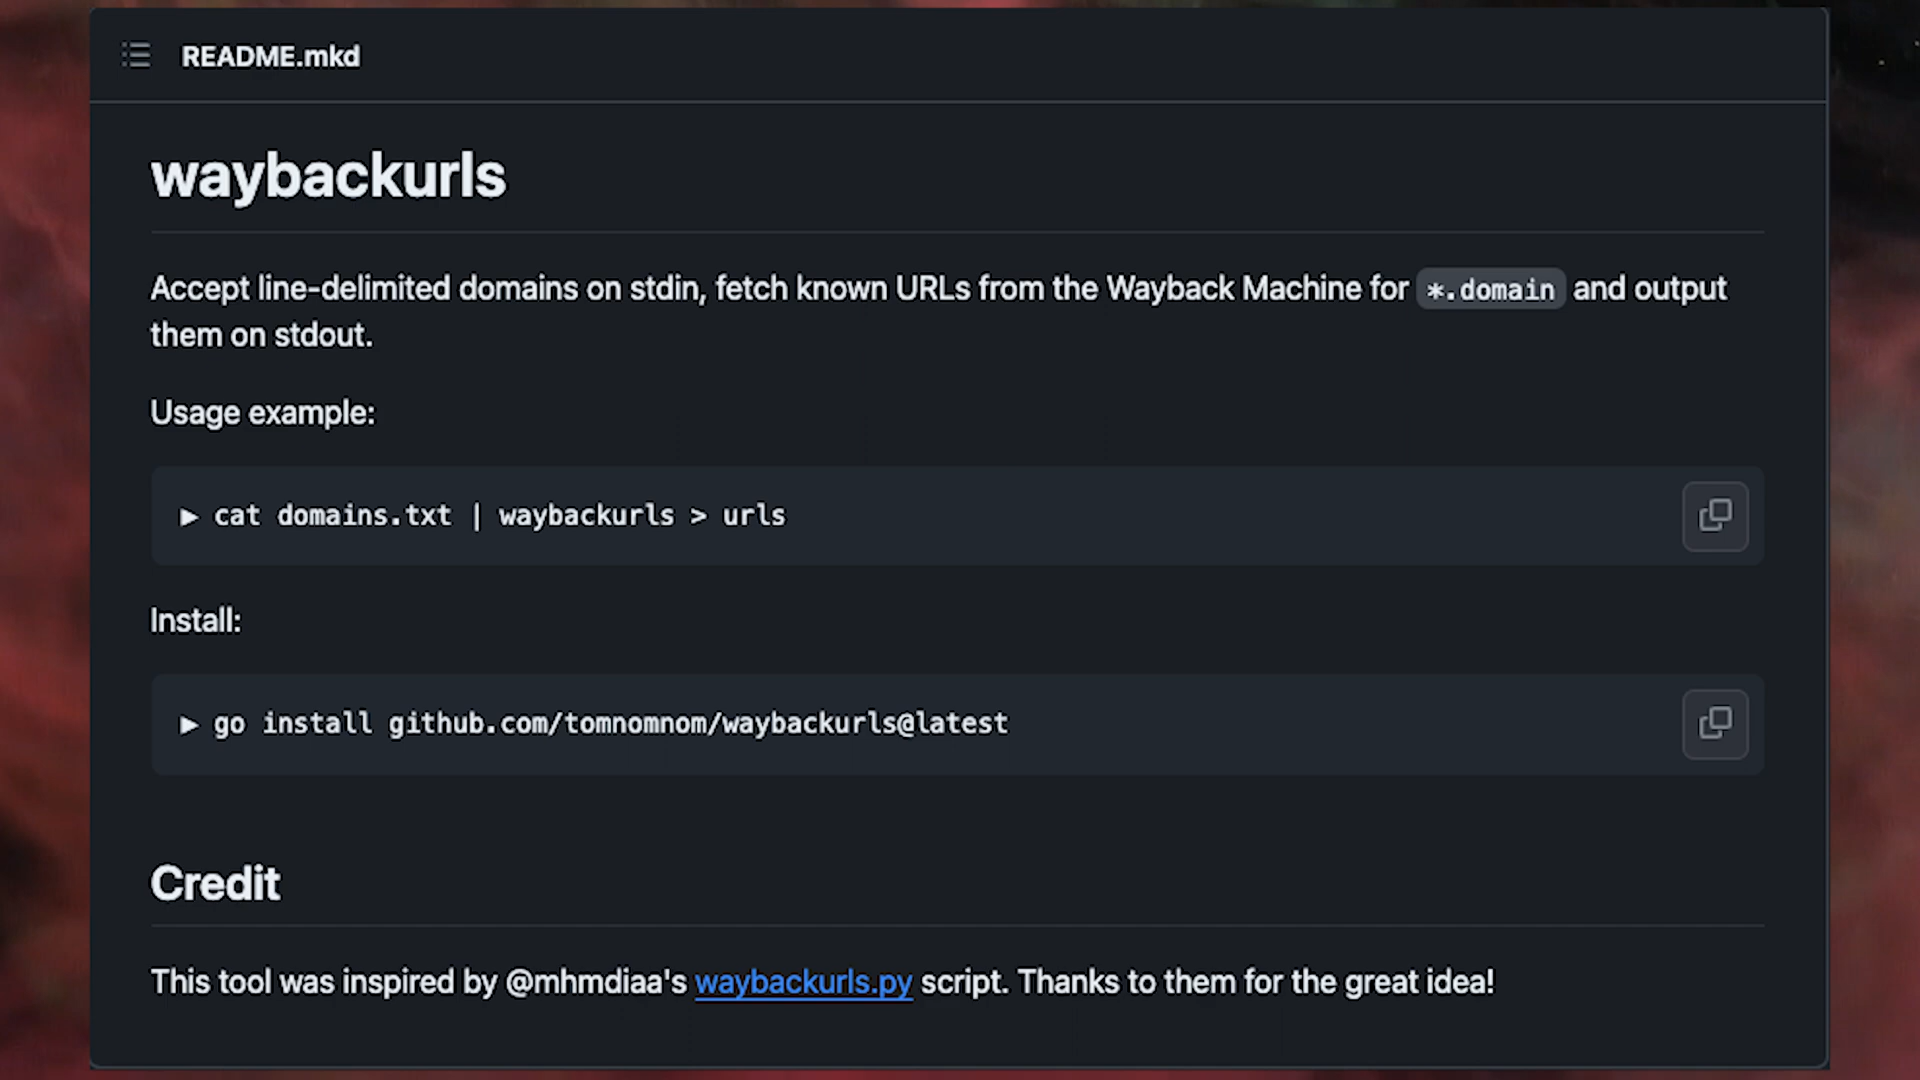 README.mkd
waybackurls
Accept line-delimited domains on stdin, fetch known URLs from the Wayback Machine for *.domain and output
them on stdout.
Usage example:
▶ cat domains.txt | waybackurls > urls
Install:
▶ go install github.com/tomnomnom/waybackurls@latest
Credit
This tool was inspired by @mhmdiaa's waybackurls.py script. Thanks to them for the great idea!